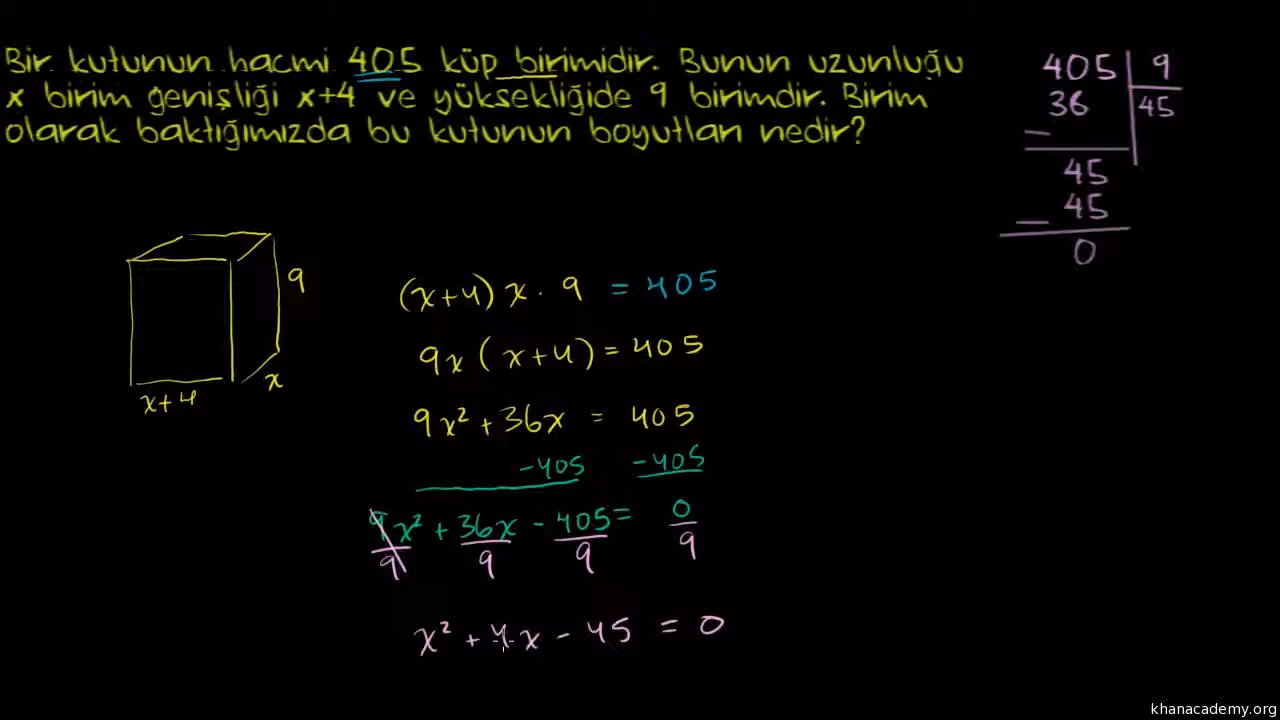 Bir kutunun hacmi 405 küp birimidir. Bunun uzunluğu
x birim genişliği x+4 ve yüksekliğide 9 birimdir. Birim
olarak baktığımızda bu kutunun boyutları nedir?
405 9
36 45
−
45
− 45
0
9
x+4 x
(x+4) x · 9 = 405
9x (x+4) = 405
9x² + 36x = 405
-405 -405
9x² + 36x - 405 = 0
9 9 9 9
x² + 4x - 45 = 0
khanacademy.org